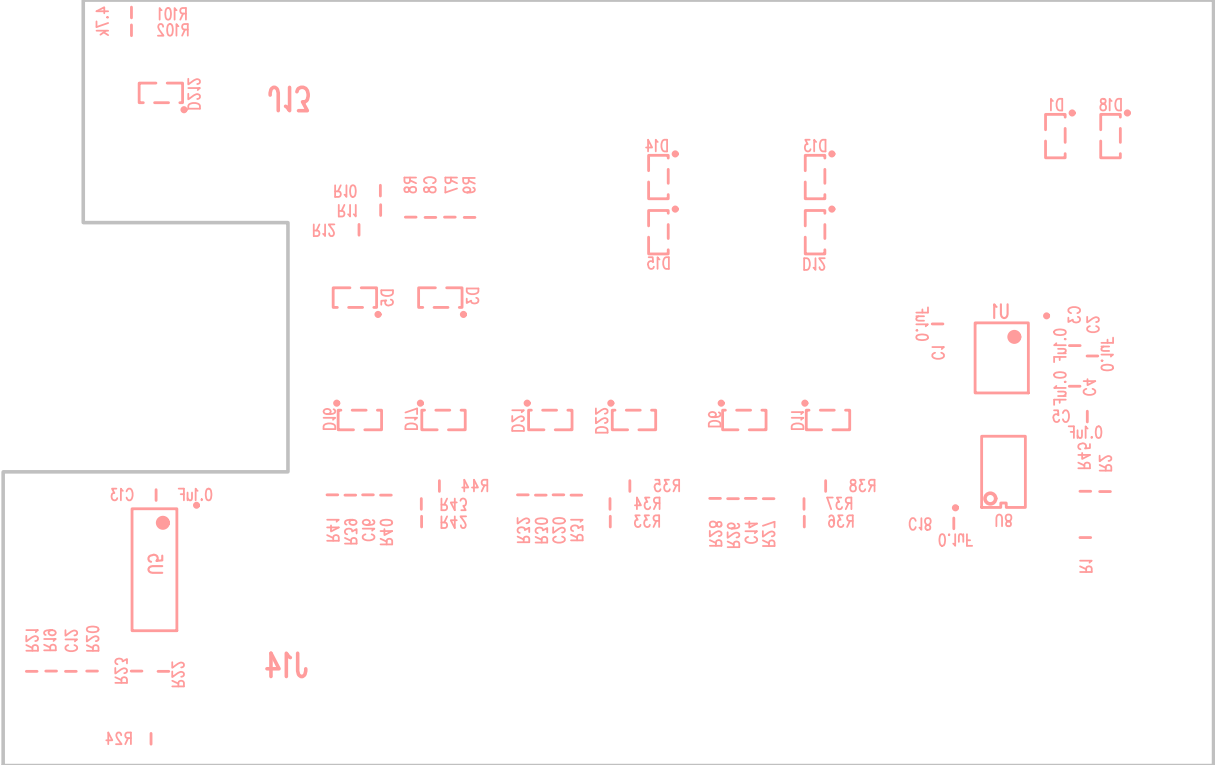 4.7k
R101
R102
D212
J13
D1
D18
D14
D13
R10
R8
C8
R7
R9
R11
R12
D15
D12
D5
D3
0.1uF
U1
C3
C2
C1
0.1uF
0.1uF
0.1uF
C4
C5
0.1uF
D16
D17
D21
D22
D6
D11
R45
R2
C13
0.1uF
R44
R35
R38
R43
R34
R37
R42
R33
R36
R41
R39
C16
R40
R32
R30
C20
R31
R28
R26
C14
R27
C18
U8
0.1uF
U5
R1
R21
R19
C12
R20
R23
R22
J14
R24